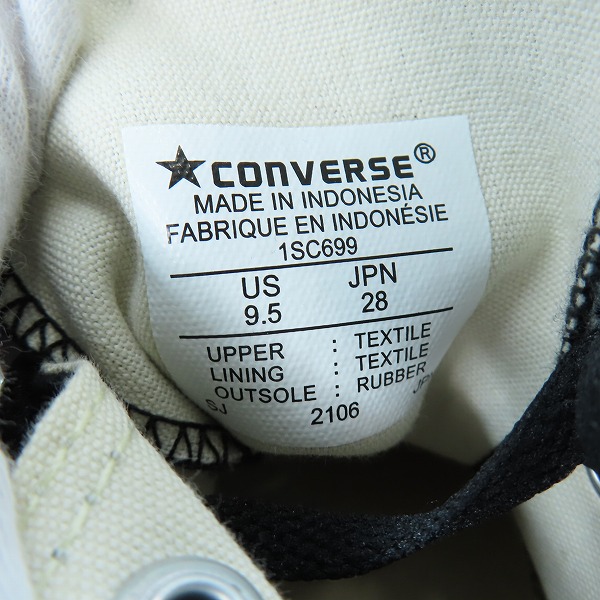 ★CONVERSE®
MADE IN INDONESIA
FABRIQUE EN INDONÉSIE
1SC699
US JPN
9.5 28
UPPER : TEXTILE
LINING : TEXTILE
OUTSOLE : RUBBER
SJ 2106 JP